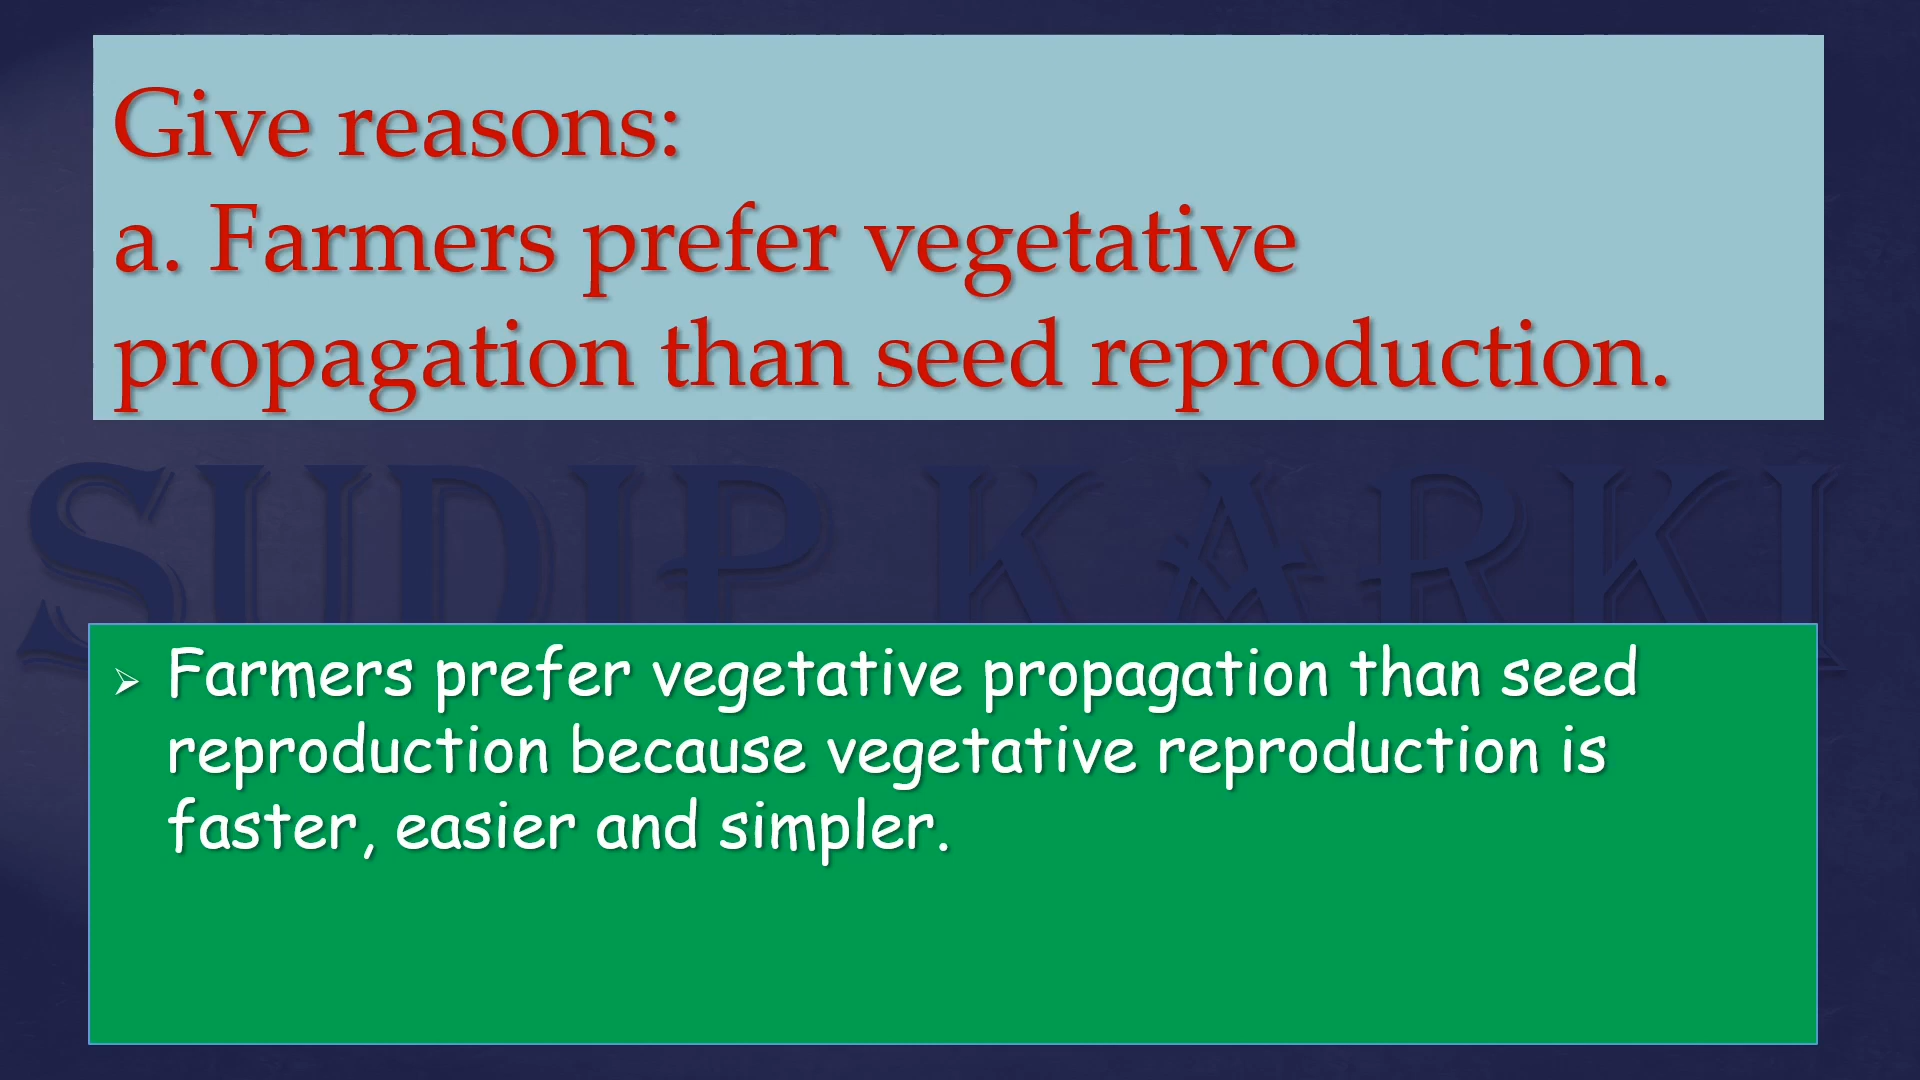 Give reasons:
a. Farmers prefer vegetative
propagation than seed reproduction.
SUDIP KARKI
➢ Farmers prefer vegetative propagation than seed
reproduction because vegetative reproduction is
faster, easier and simpler.